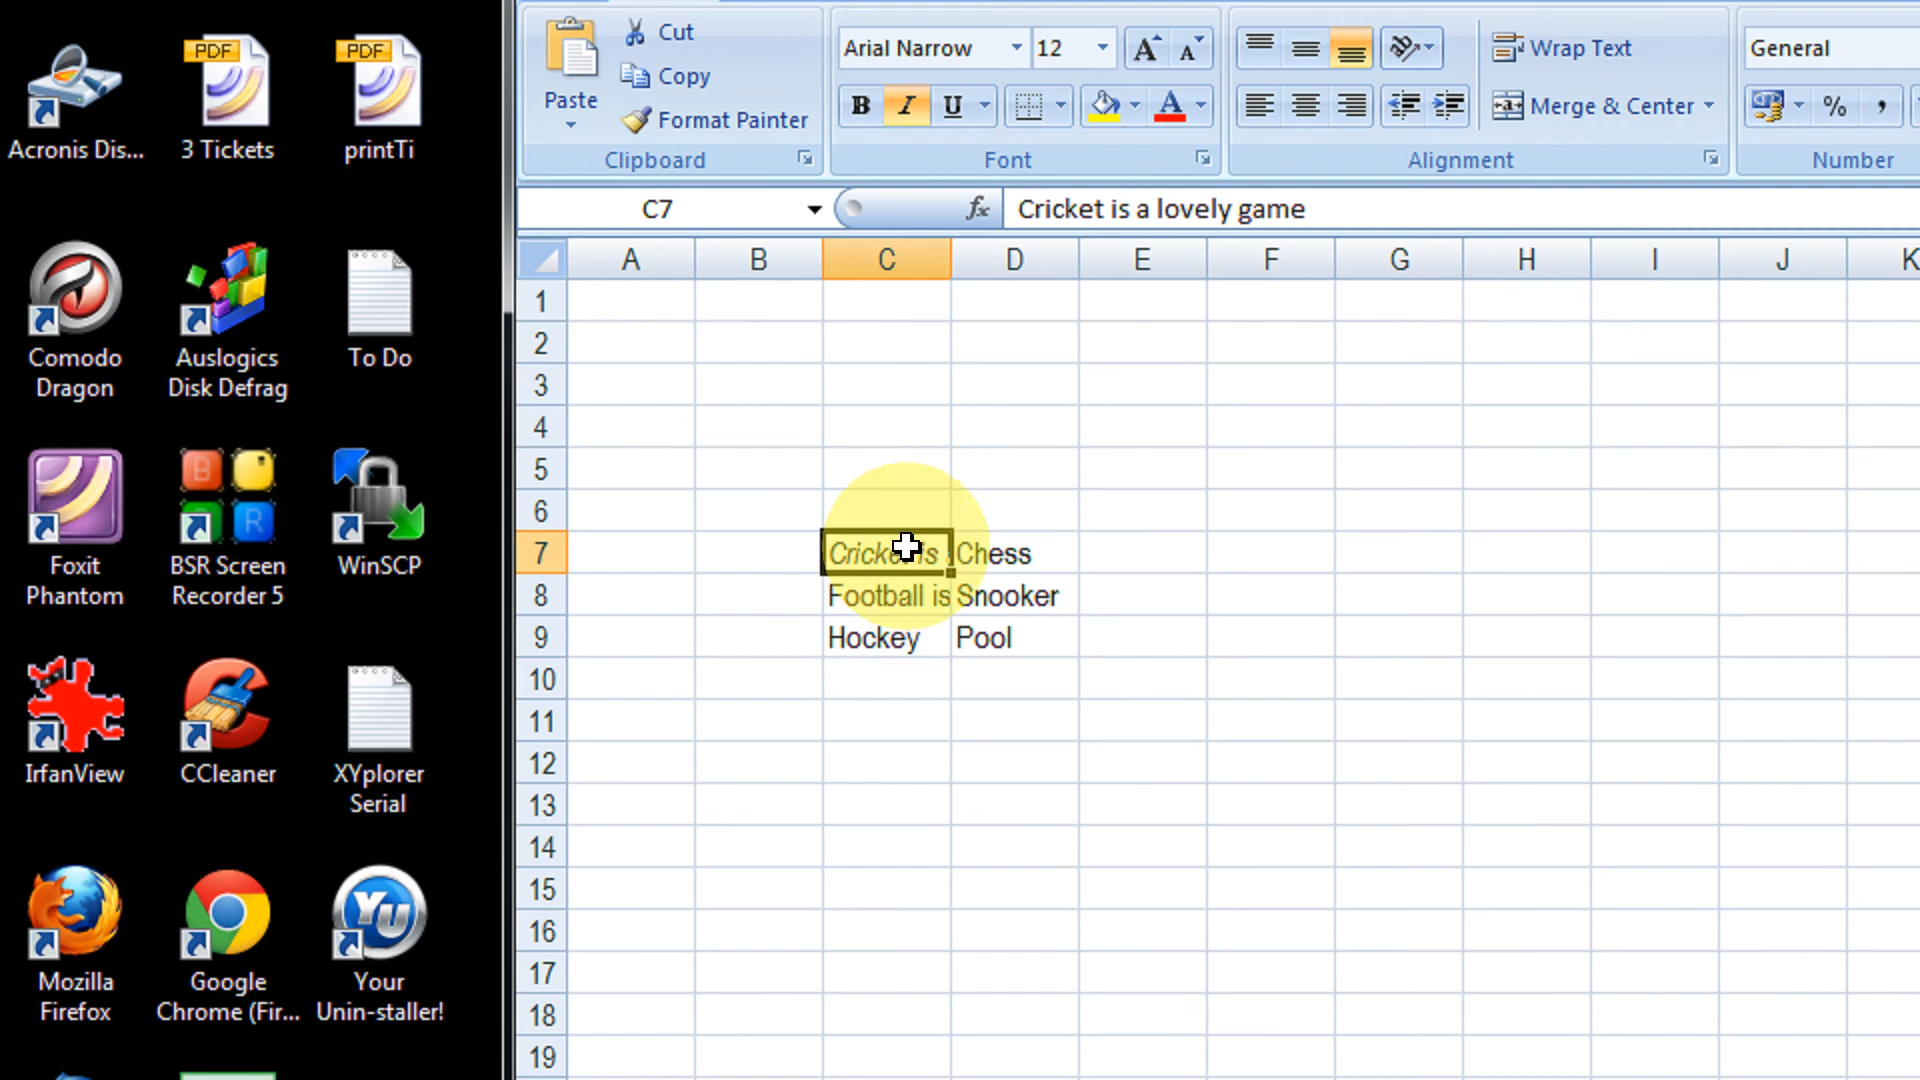 PDF
PDF
Acronis Dis...
3 Tickets
printTi
Comodo
Dragon
Auslogics
Disk Defrag
To Do
Foxit
Phantom
B
R
BSR Screen
Recorder 5
WinSCP
IrfanView
CCleaner
XYplorer
Serial
Yu
Mozilla
Firefox
Google
Chrome (Fir...
Your
Unin-staller!
Paste
Cut
Copy
Format Painter
Clipboard
Arial Narrow
12
A
A
B
I
U
A
Font
Wrap Text
Merge & Center
Alignment
General
%
,
Number
C7
fx
Cricket is a lovely game
A B C D E F G H I J K
1
2
3
4
5
6
7 Cricket is Chess
8 Football is Snooker
9 Hockey Pool
10
11
12
13
14
15
16
17
18
19